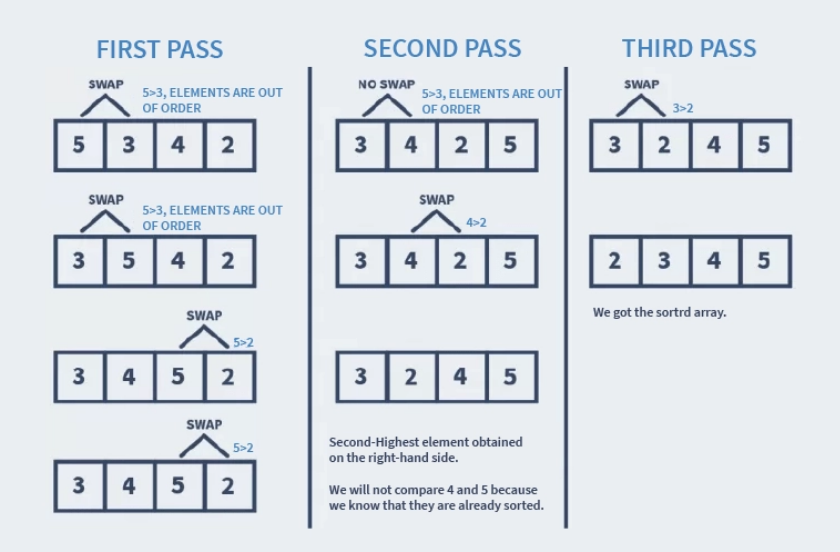 FIRST PASS
SWAP
5>3, ELEMENTS ARE OUT
OF ORDER
5 3 4 2
SWAP
5>3, ELEMENTS ARE OUT
OF ORDER
3 5 4 2
SWAP
5>2
3 4 5 2
SWAP
5>2
3 4 5 2
SECOND PASS
NO SWAP
5>3, ELEMENTS ARE OUT
OF ORDER
3 4 2 5
SWAP
4>2
3 4 2 5
3 2 4 5
Second-Highest element obtained
on the right-hand side.
We will not compare 4 and 5 because
we know that they are already sorted.
THIRD PASS
SWAP
3>2
3 2 4 5
2 3 4 5
We got the sortrd array.